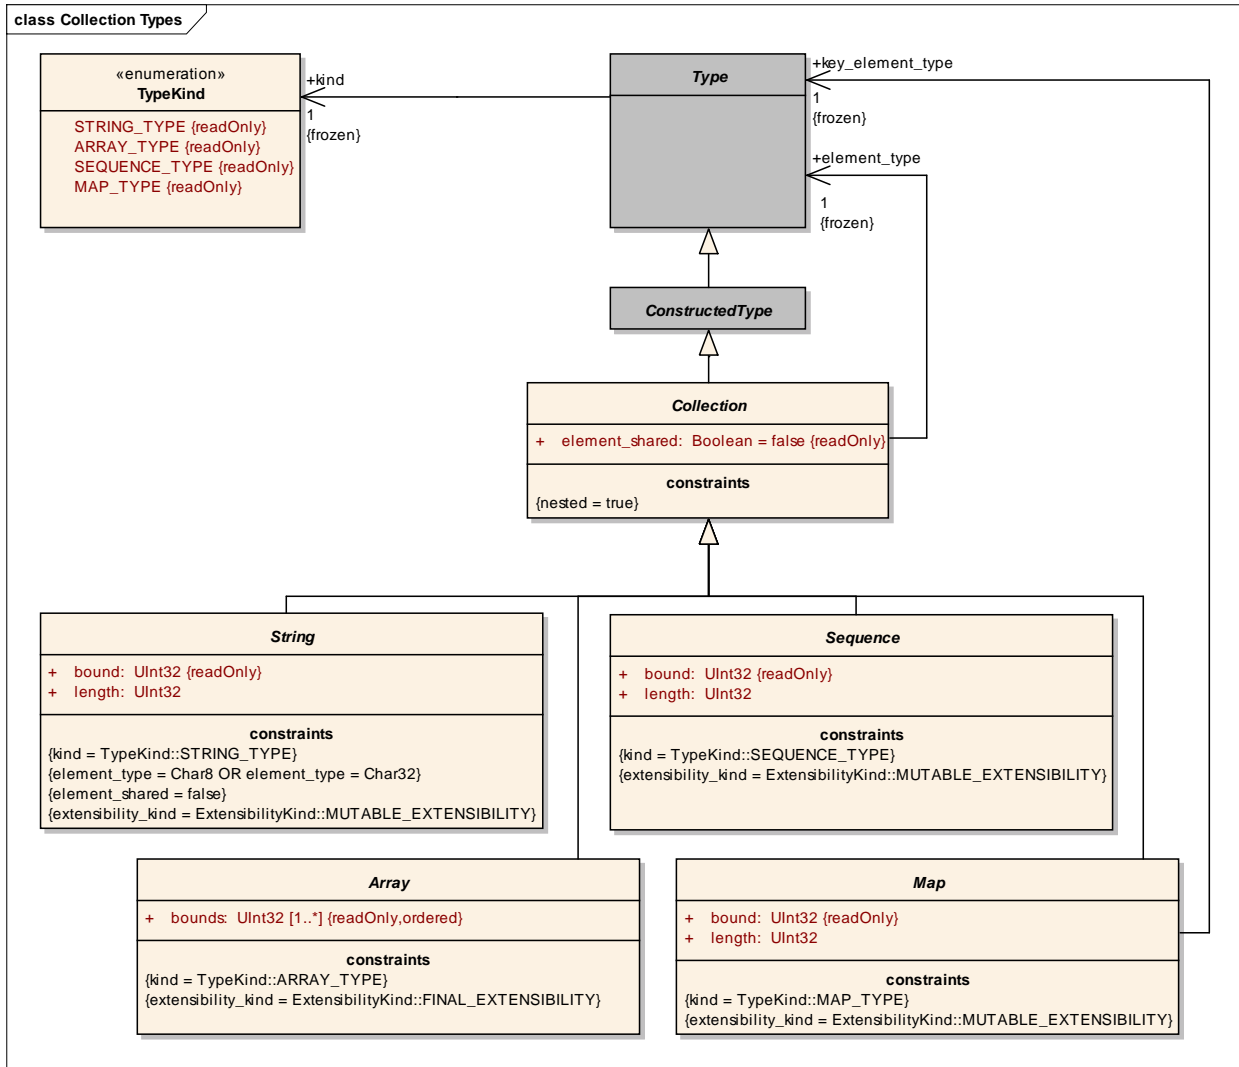 class Collection Types
«enumeration»
TypeKind
STRING_TYPE {readOnly}
ARRAY_TYPE {readOnly}
SEQUENCE_TYPE {readOnly}
MAP_TYPE {readOnly}
+kind
1
{frozen}
Type
+key_element_type
1
{frozen}
+element_type
1
{frozen}
ConstructedType
Collection
+ element_shared: Boolean = false {readOnly}
constraints
{nested = true}
String
+ bound: UInt32 {readOnly}
+ length: UInt32
constraints
{kind = TypeKind::STRING_TYPE}
{element_type = Char8 OR element_type = Char32}
{element_shared = false}
{extensibility_kind = ExtensibilityKind::MUTABLE_EXTENSIBILITY}
Sequence
+ bound: UInt32 {readOnly}
+ length: UInt32
constraints
{kind = TypeKind::SEQUENCE_TYPE}
{extensibility_kind = ExtensibilityKind::MUTABLE_EXTENSIBILITY}
Array
+ bounds: UInt32 [1..*] {readOnly,ordered}
constraints
{kind = TypeKind::ARRAY_TYPE}
{extensibility_kind = ExtensibilityKind::FINAL_EXTENSIBILITY}
Map
+ bound: UInt32 {readOnly}
+ length: UInt32
constraints
{kind = TypeKind::MAP_TYPE}
{extensibility_kind = ExtensibilityKind::MUTABLE_EXTENSIBILITY}